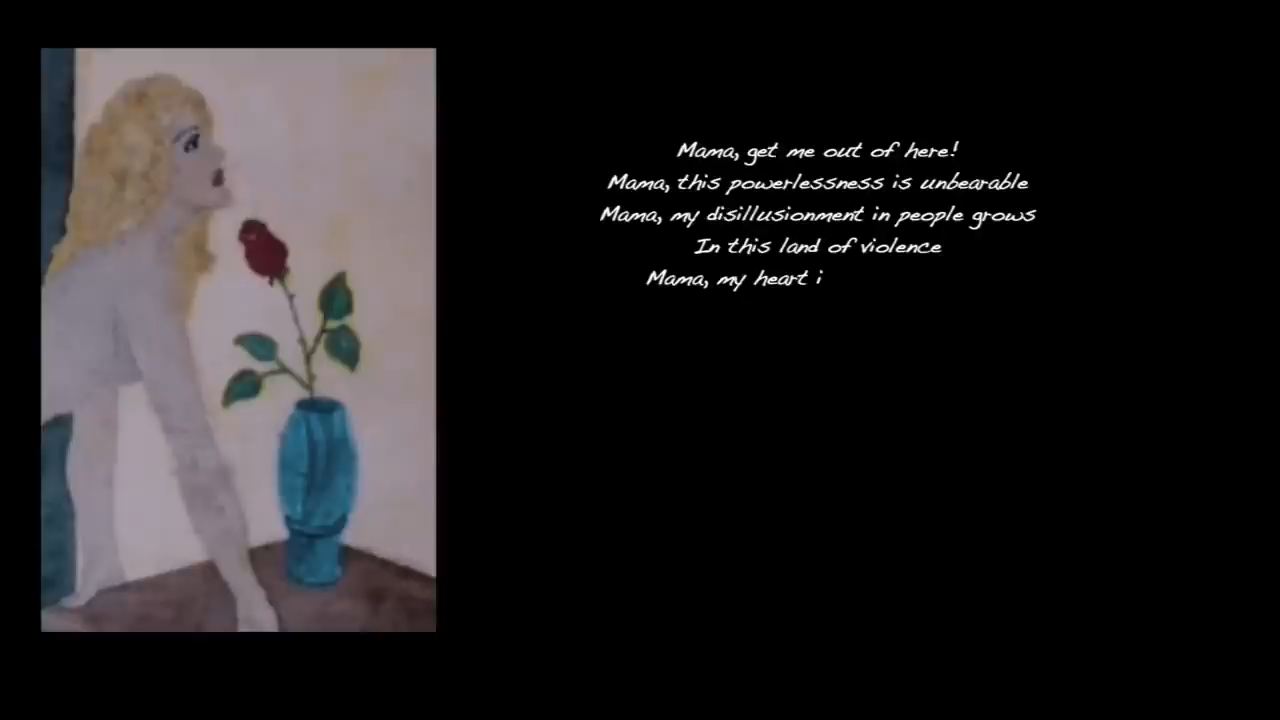 Mama, get me out of here!
Mama, this powerlessness is unbearable
Mama, my disillusionment in people grows
In this land of violence
Mama, my heart i